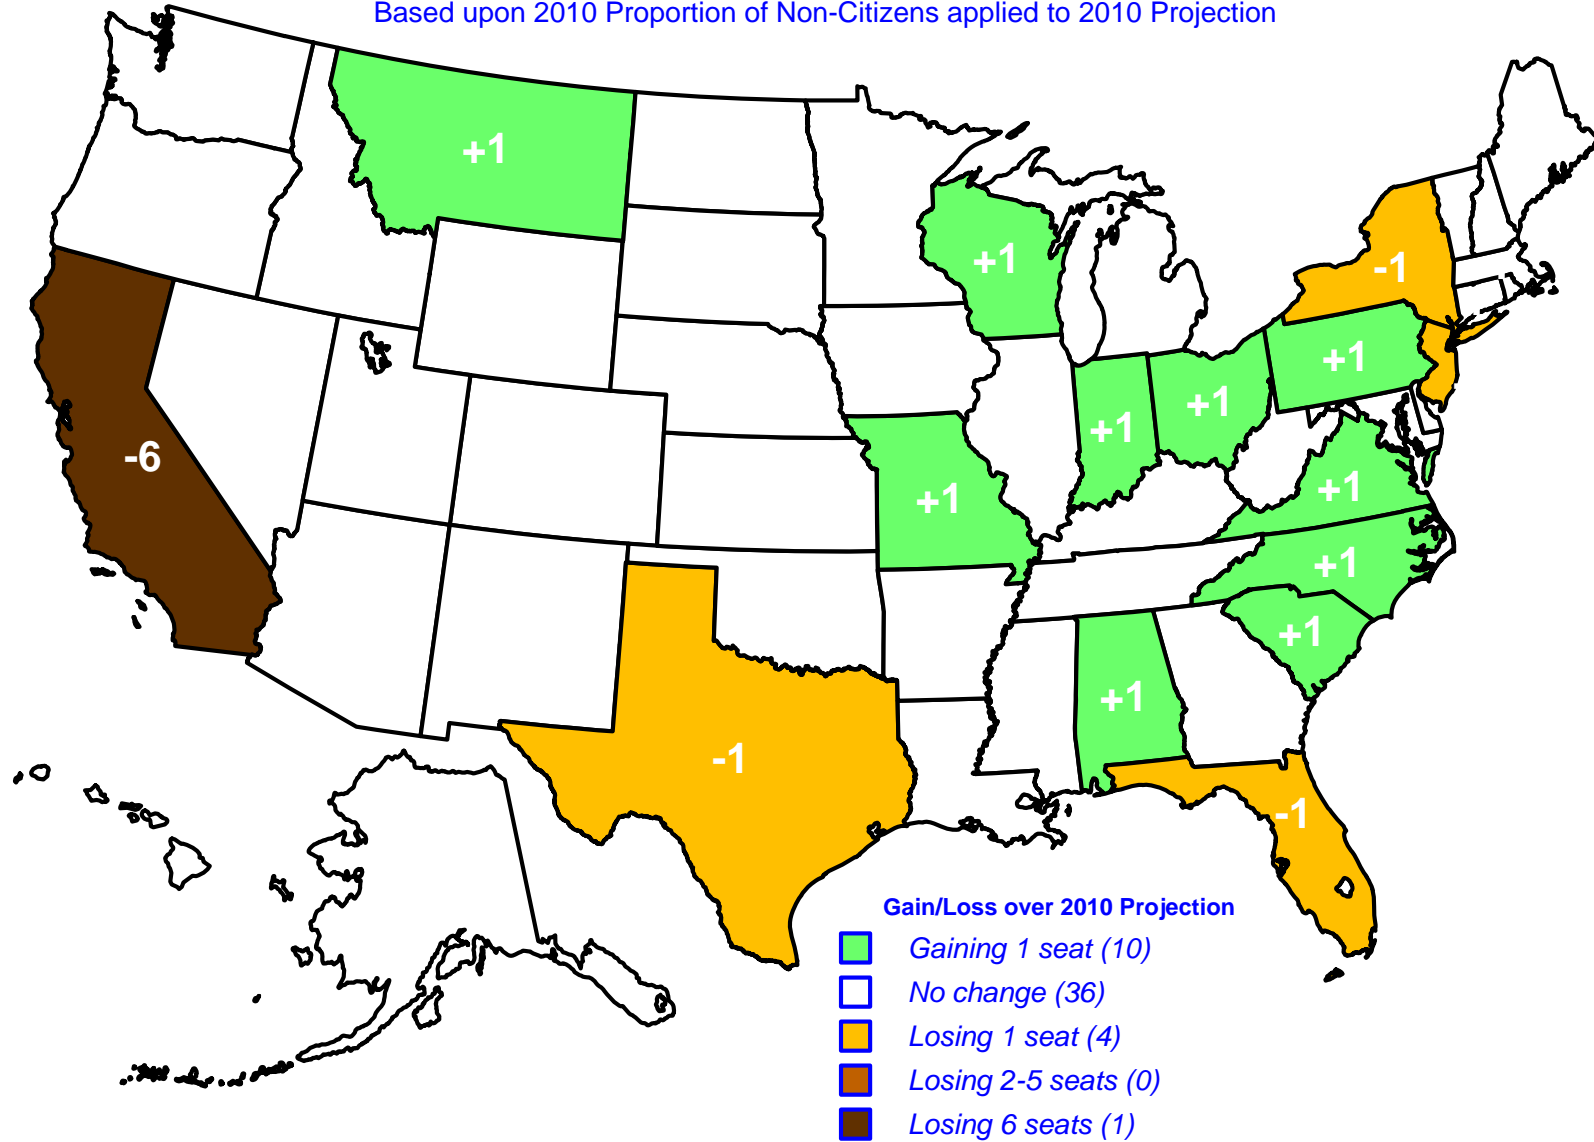 Based upon 2010 Proportion of Non-Citizens applied to 2010 Projection
+1
+1
-1
+1
+1
+1
-6
+1
+1
+1
+1
+1
-1
-1
Gain/Loss over 2010 Projection
Gaining 1 seat (10)
No change (36)
Losing 1 seat (4)
Losing 2-5 seats (0)
Losing 6 seats (1)